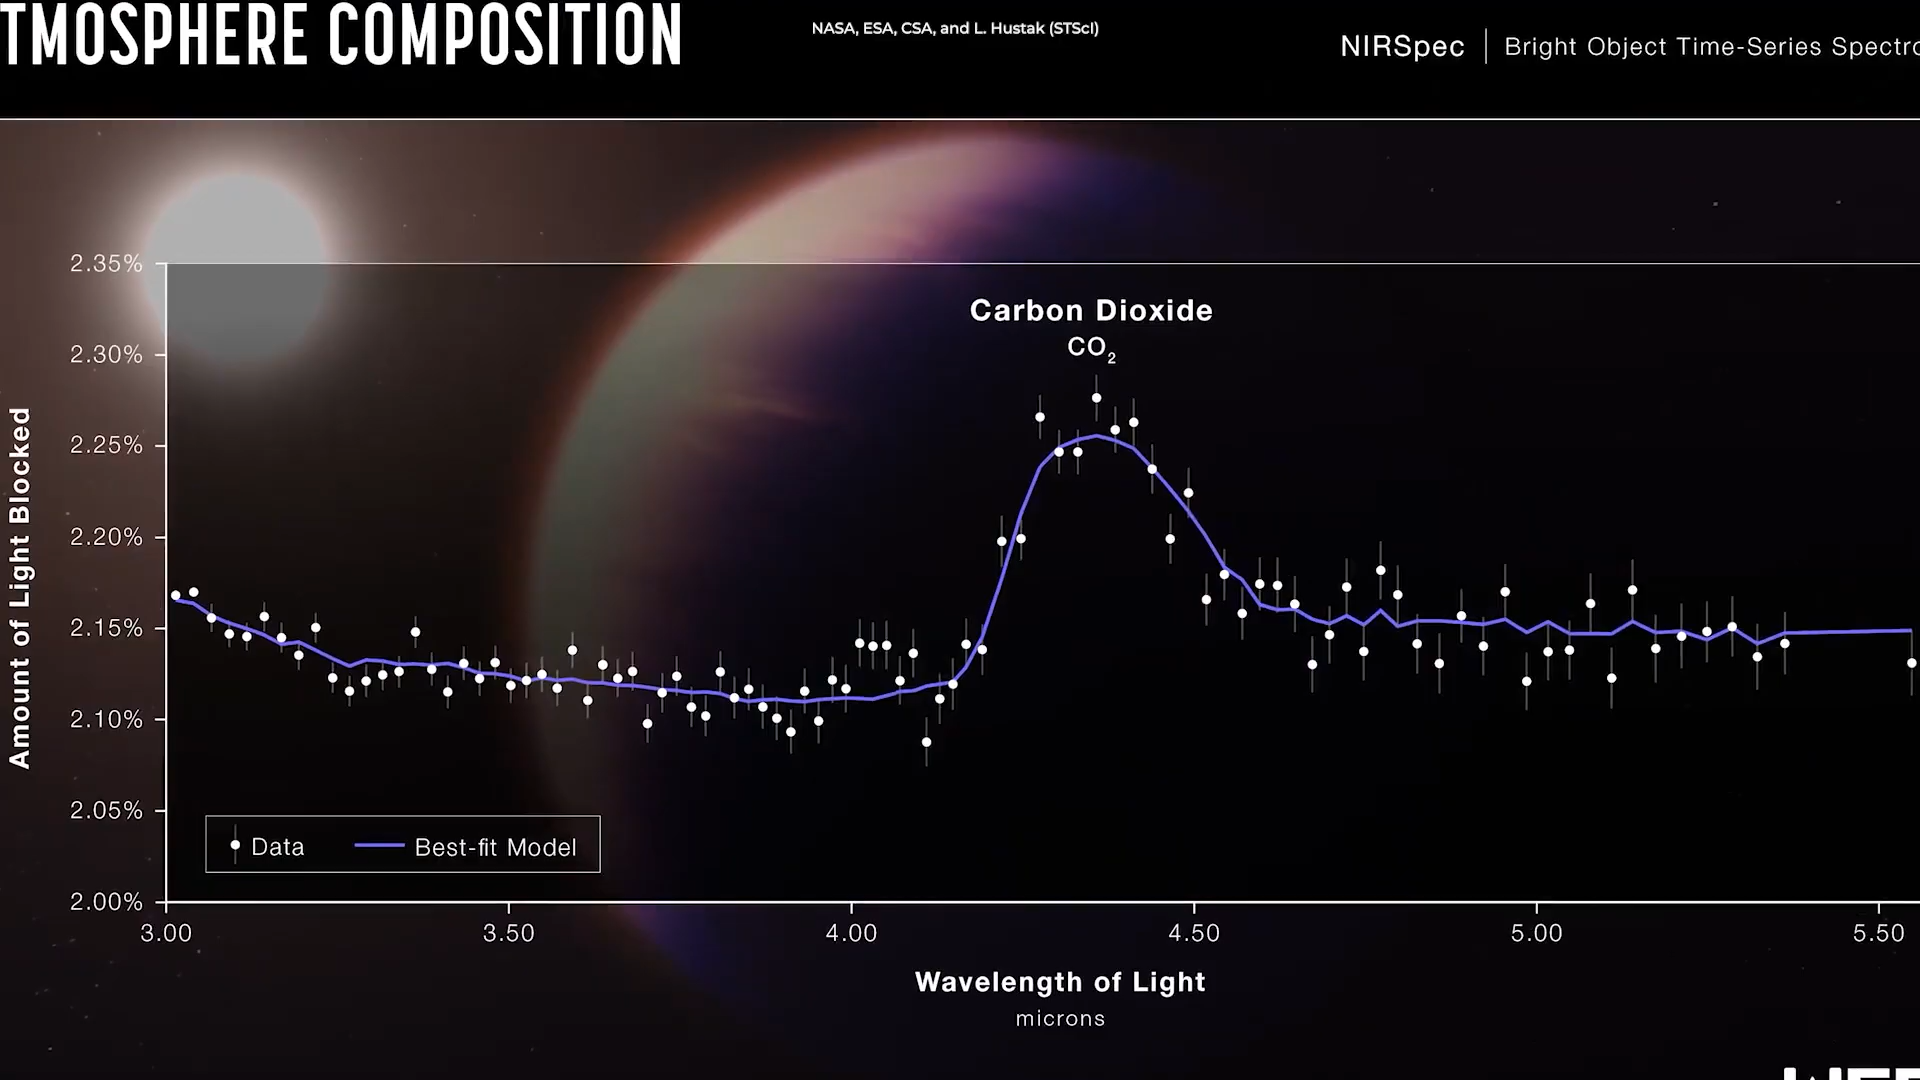 TMOSPHERE COMPOSITION
NASA, ESA, CSA, and L. Hustak (STScI)
NIRSpec | Bright Object Time-Series Spectro
2.35%
2.30%
2.25%
2.20%
2.15%
2.10%
2.05%
2.00%
Amount of Light Blocked
Carbon Dioxide
CO2
Data
Best-fit Model
3.00 3.50 4.00 4.50 5.00 5.50
Wavelength of Light
microns